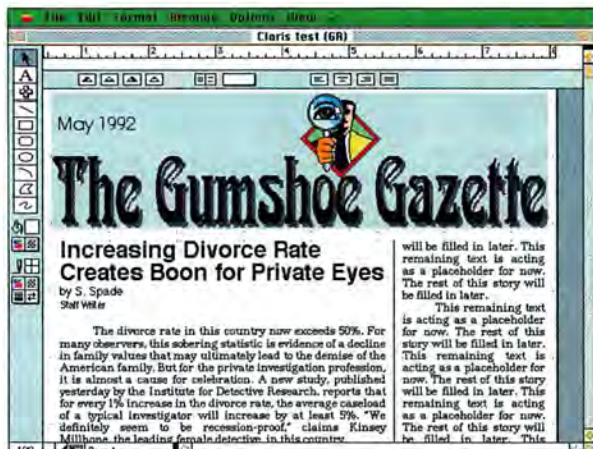 File Edit Format Arrange Options View
Claris test (GA)
1 2 3 4 5 6 7 8
A
May 1992
The Gumshoe Gazette
Increasing Divorce Rate
Creates Boon for Private Eyes
by S. Spade
Staff Writer
The divorce rate in this country now exceeds 50%. For
many observers, this sobering statistic is evidence of a decline
in family values that may ultimately lead to the demise of the
American family. But for the private investigation profession,
it is almost a cause for celebration. A new study, published
yesterday by the Institute for Detective Research, reports that
for every 1% increase in the divorce rate, the average caseload
of a typical investigator will increase by at least 5%. "We
definitely seem to be recession-proof," claims Kinsey
Millhone, the leading female detective in this country.
will be filled in later. This
remaining text is acting
as a placeholder for now.
The rest of this story will
be filled in later.
This remaining text
is acting as a placeholder
for now. The rest of this
story will be filled in later.
This remaining text is
acting as a placeholder for
now. The rest of this story
will be filled in later. This
remaining text is acting
as a placeholder for now.
The rest of this story will
be filled in later. This